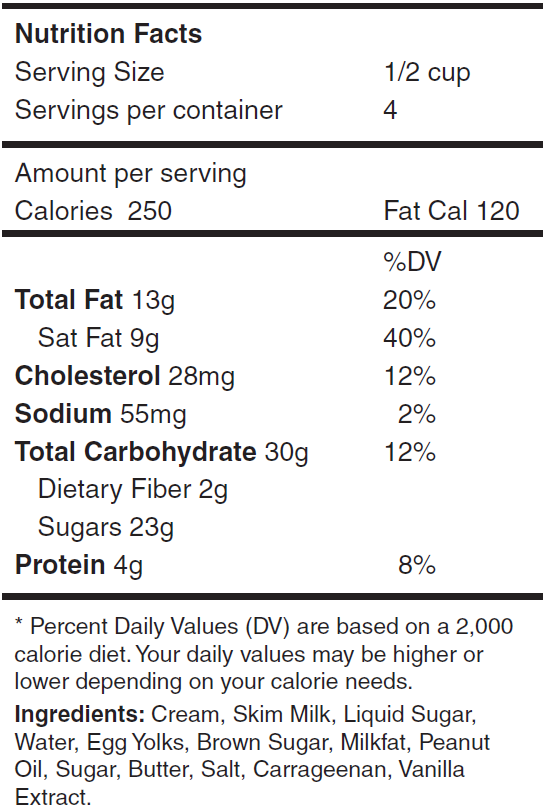 Nutrition Facts
Serving Size 1/2 cup
Servings per container 4
Amount per serving
Calories 250 Fat Cal 120
%DV
Total Fat 13g 20%
Sat Fat 9g 40%
Cholesterol 28mg 12%
Sodium 55mg 2%
Total Carbohydrate 30g 12%
Dietary Fiber 2g
Sugars 23g
Protein 4g 8%
* Percent Daily Values (DV) are based on a 2,000
calorie diet. Your daily values may be higher or
lower depending on your calorie needs.
Ingredients: Cream, Skim Milk, Liquid Sugar,
Water, Egg Yolks, Brown Sugar, Milkfat, Peanut
Oil, Sugar, Butter, Salt, Carrageenan, Vanilla
Extract.